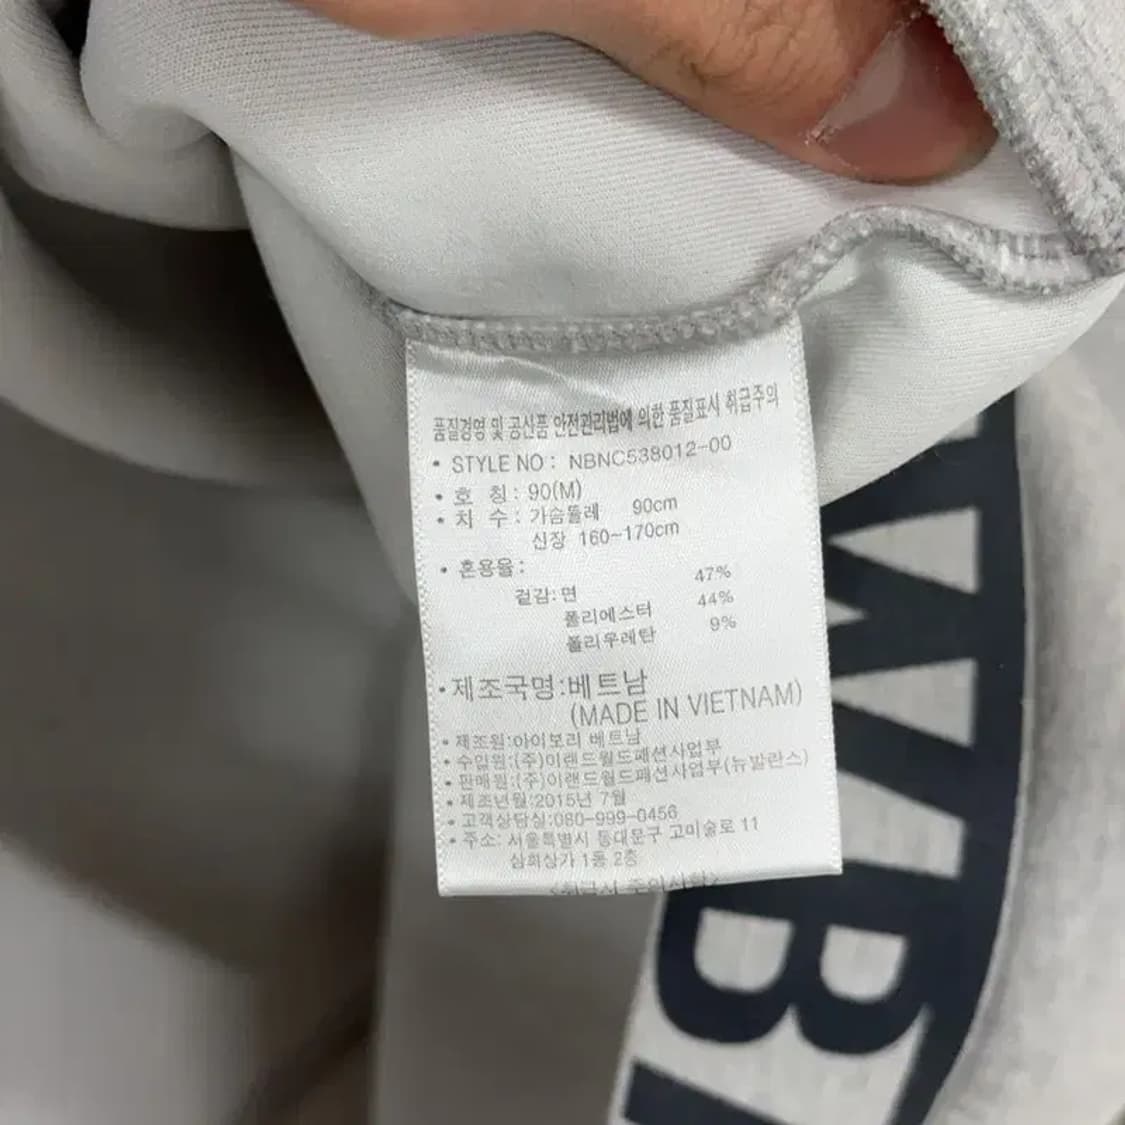 품질경영 및 공산품 안전관리법에 의한 품질표시 취급주의
• STYLE NO : NBNC538012-00
• 호 칭 : 90(M)
• 치 수 : 가슴둘레 90cm
신장 160~170cm
• 혼용율 :
겉감: 면 47%
폴리에스터 44%
폴리우레탄 9%
• 제조국명:베트남
(MADE IN VIETNAM)
• 제조원:아이보리 베트남
• 수입원:(주)이랜드월드패션사업부
• 판매원:(주)이랜드월드패션사업부(뉴발란스)
• 제조년월:2015년 7월
• 고객상담실:080-999-0456
• 주소: 서울특별시 동대문구 고미술로 11
삼희상가 1동 2층
<취급시 주의사항>